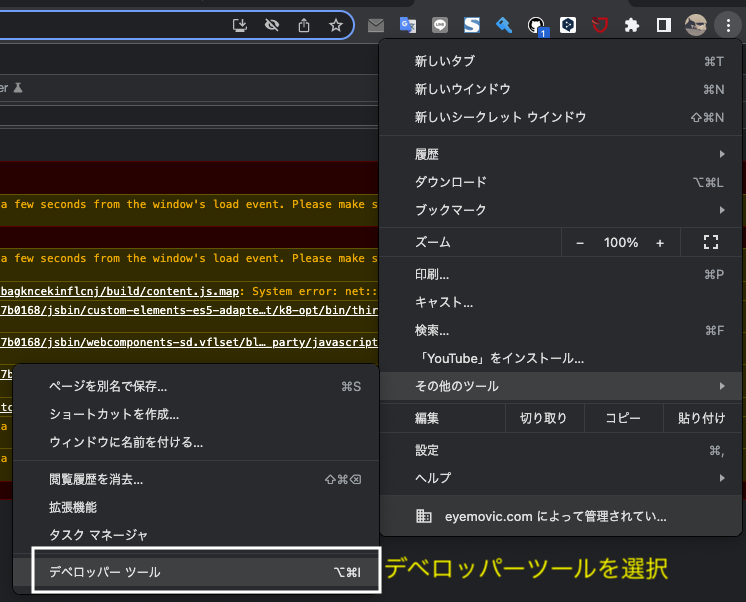 1
er
新しいタブ ⌘T
新しいウインドウ ⌘N
新しいシークレット ウインドウ ⇧⌘N
履歴
ダウンロード ⌥⌘L
ブックマーク
ズーム − 100% +
印刷... ⌘P
キャスト...
検索... ⌘F
「YouTube」をインストール...
その他のツール
編集 切り取り コピー 貼り付け
設定 ⌘,
ヘルプ
eyemovic.com によって管理されてい...
a few seconds from the window's load event. Please make s
a few seconds from the window's load event. Please make s
bagkncekinflcnj/build/content.js.map: System error: net::
7b0168/jsbin/custom-elements-es5-adapte…t/k8-opt/bin/thir
7b0168/jsbin/webcomponents-sd.vflset/bl… party/javascript
7b
tc
a
a
ページを別名で保存... ⌘S
ショートカットを作成...
ウィンドウに名前を付ける...
閲覧履歴を消去... ⇧⌘⌫
拡張機能
タスク マネージャ
デベロッパー ツール ⌥⌘I
デベロッパーツールを選択